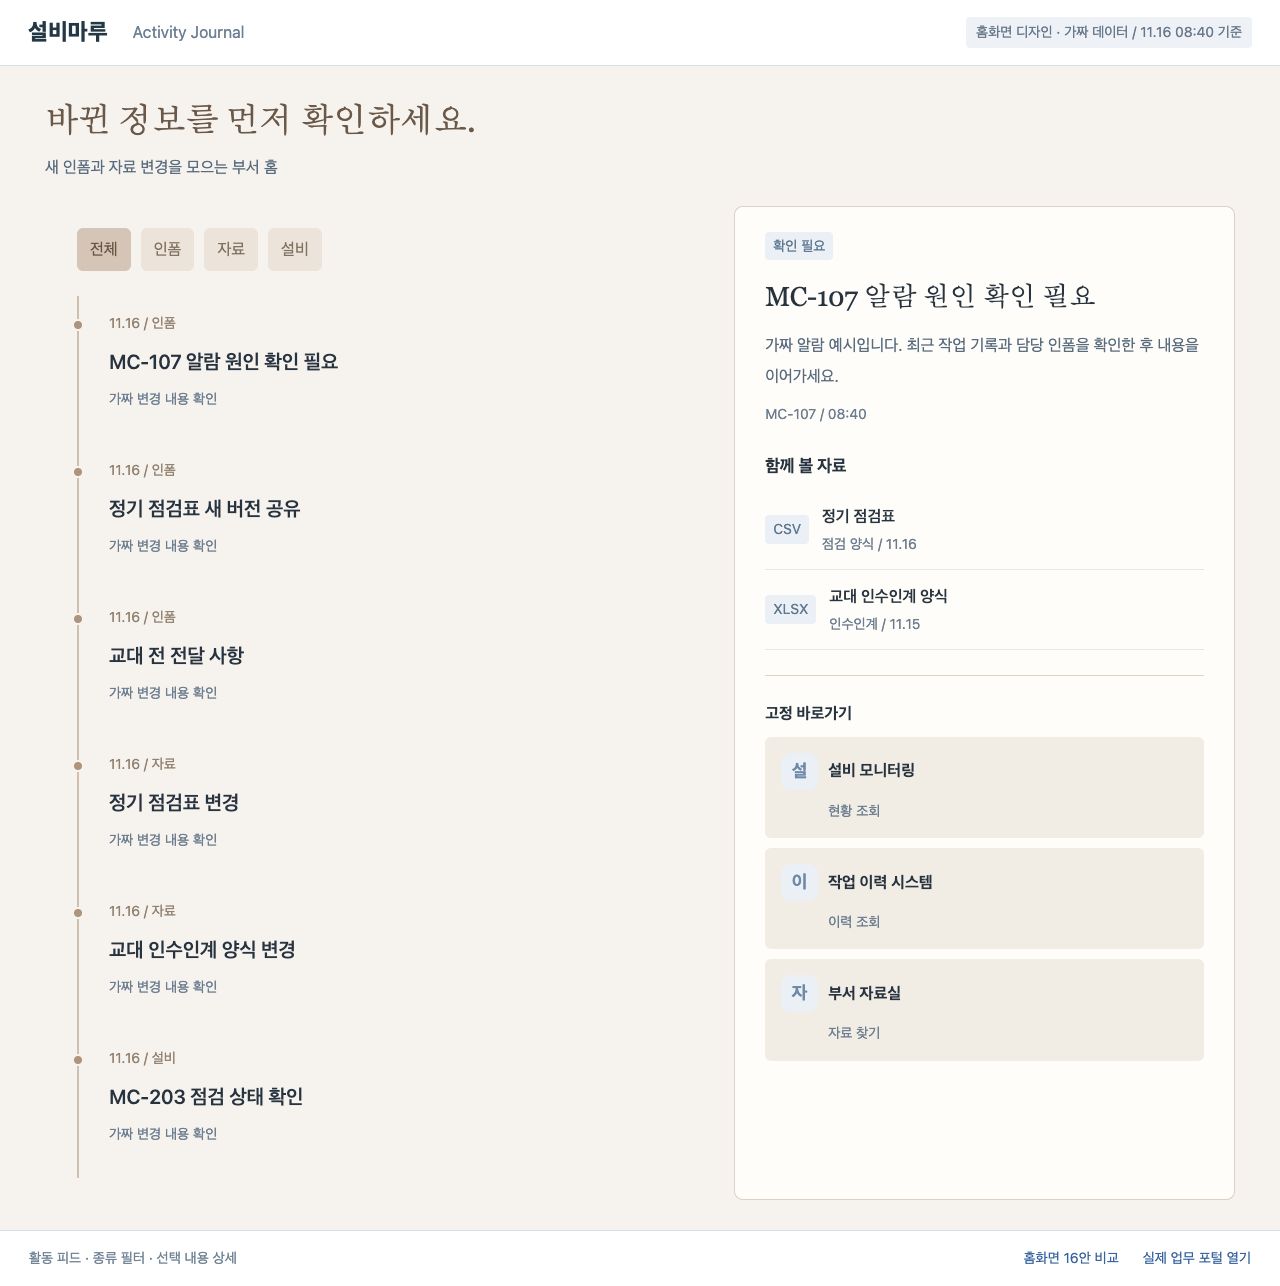 설비마루
Activity Journal
홈화면 디자인 · 가짜 데이터 / 11.16 08:40 기준
바뀐 정보를 먼저 확인하세요.
새 인폼과 자료 변경을 모으는 부서 홈
전체
인폼
자료
설비
11.16 / 인폼
MC-107 알람 원인 확인 필요
가짜 변경 내용 확인
11.16 / 인폼
정기 점검표 새 버전 공유
가짜 변경 내용 확인
11.16 / 인폼
교대 전 전달 사항
가짜 변경 내용 확인
11.16 / 자료
정기 점검표 변경
가짜 변경 내용 확인
11.16 / 자료
교대 인수인계 양식 변경
가짜 변경 내용 확인
11.16 / 설비
MC-203 점검 상태 확인
가짜 변경 내용 확인
확인 필요
MC-107 알람 원인 확인 필요
가짜 알람 예시입니다. 최근 작업 기록과 담당 인폼을 확인한 후 내용을
이어가세요.
MC-107 / 08:40
함께 볼 자료
CSV
정기 점검표
점검 양식 / 11.16
XLSX
교대 인수인계 양식
인수인계 / 11.15
고정 바로가기
설
설비 모니터링
현황 조회
이
작업 이력 시스템
이력 조회
자
부서 자료실
자료 찾기
활동 피드 · 종류 필터 · 선택 내용 상세
홈화면 16안 비교
실제 업무 포털 열기